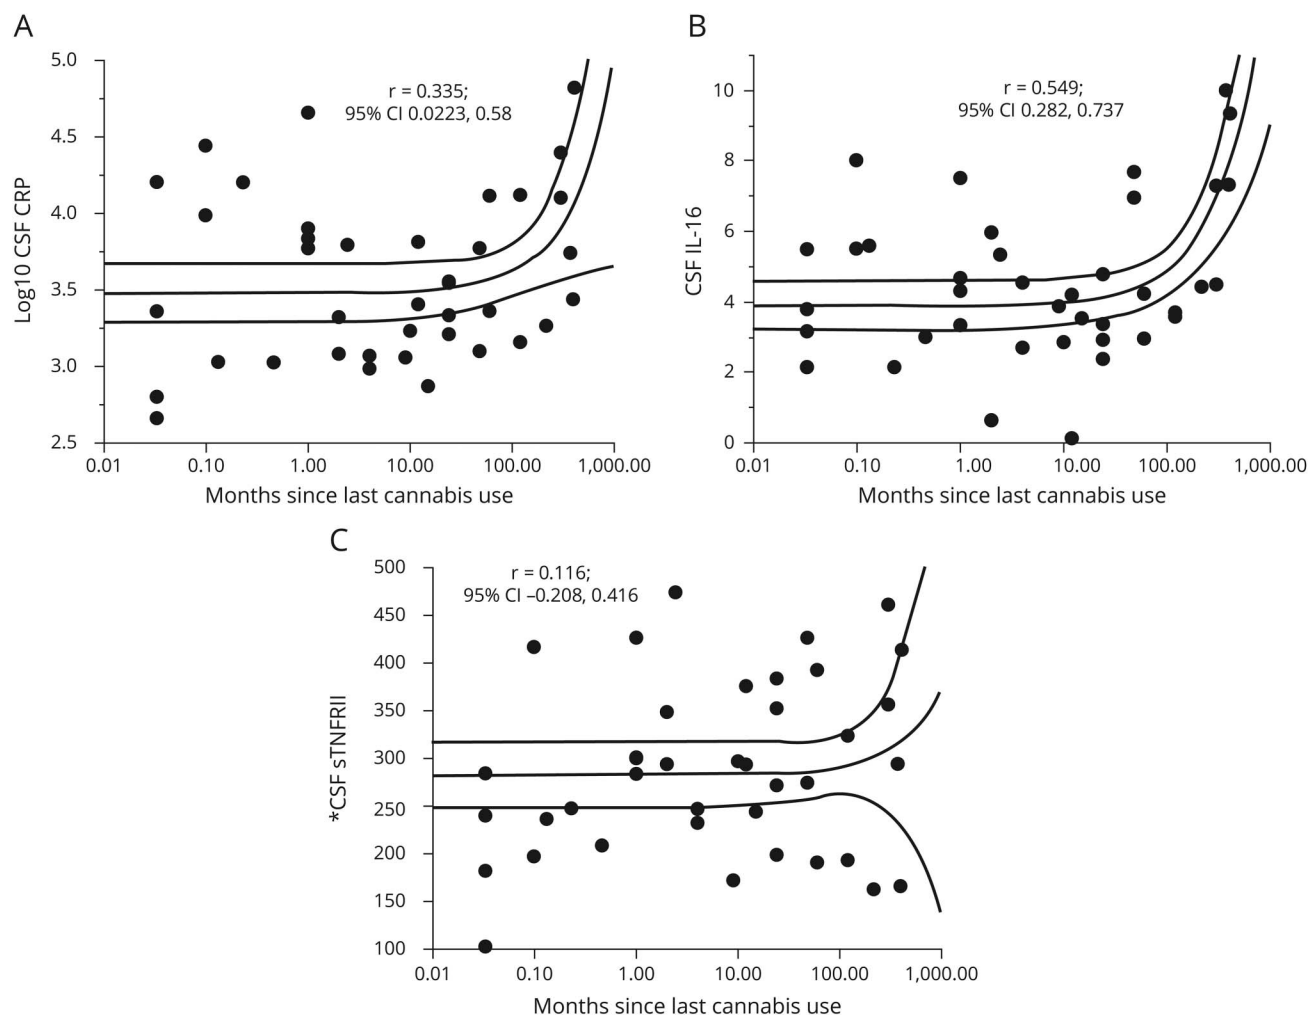 A
r = 0.335;
95% CI 0.0223, 0.58
Log10 CSF CRP
5.0
4.5
4.0
3.5
3.0
2.5
0.01 0.10 1.00 10.00 100.00 1,000.00
Months since last cannabis use
B
r = 0.549;
95% CI 0.282, 0.737
CSF IL-16
10
8
6
4
2
0
0.01 0.10 1.00 10.00 100.00 1,000.00
Months since last cannabis use
C
r = 0.116;
95% CI –0.208, 0.416
*CSF sTNFRII
500
450
400
350
300
250
200
150
100
0.01 0.10 1.00 10.00 100.00 1,000.00
Months since last cannabis use